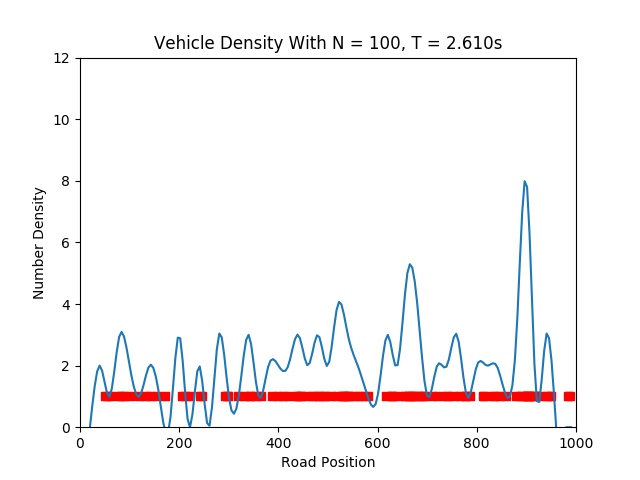 Vehicle Density With N = 100, T = 2.610s
12
10
8
6
4
2
0
Number Density
0 200 400 600 800 1000
Road Position